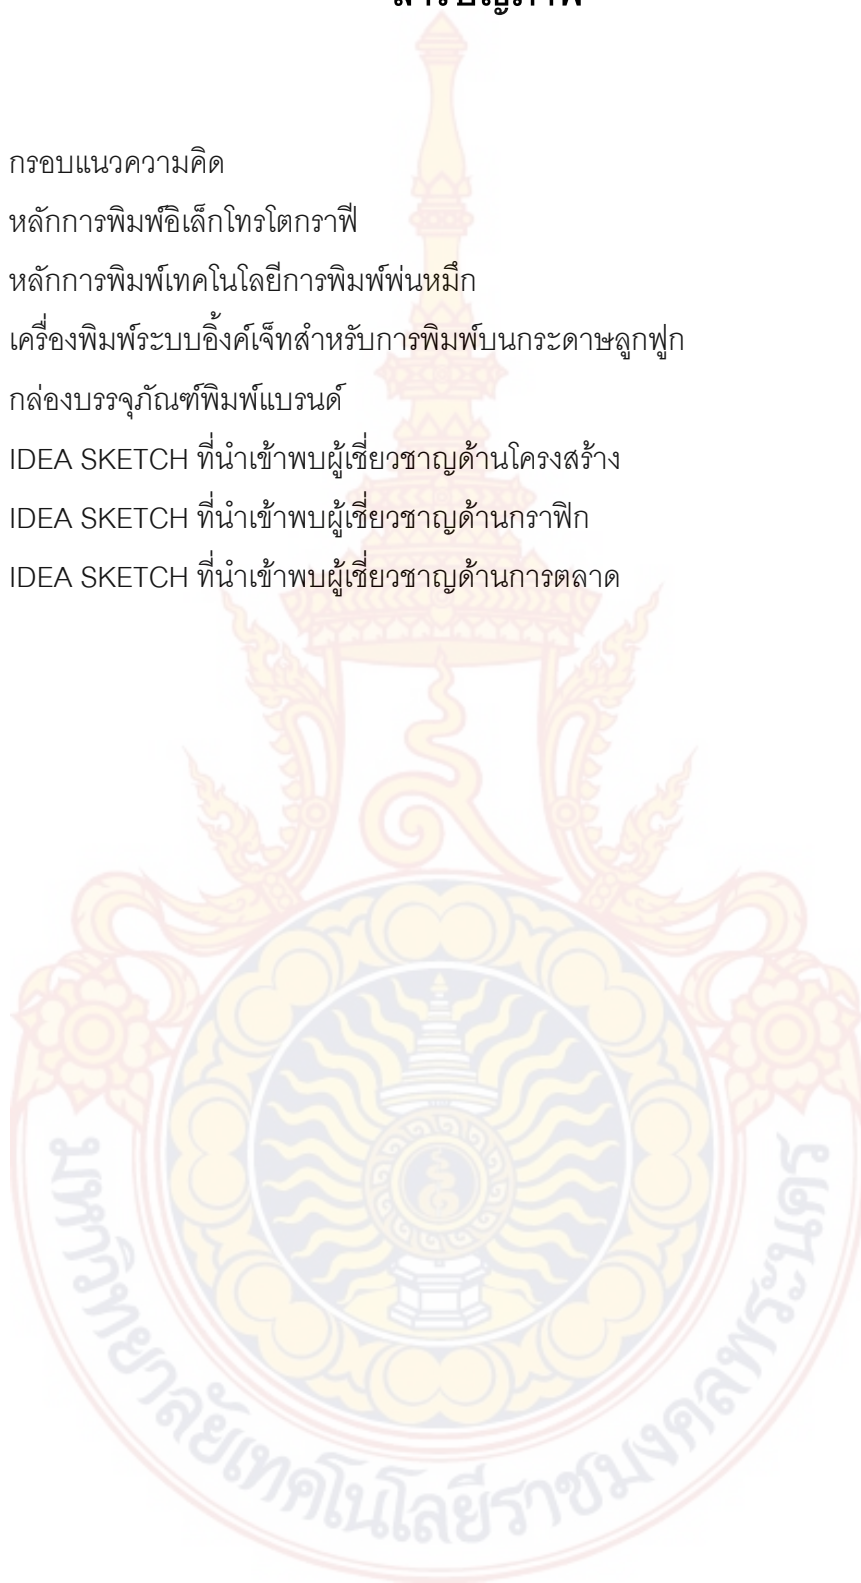 สารบัญภาพ
กรอบแนวความคิด
หลักการพิมพ์อิเล็กโทรโตกราฟี
หลักการพิมพ์เทคโนโลยีการพิมพ์พ่นหมึก
เครื่องพิมพ์ระบบอิ้งค์เจ็ทสำหรับการพิมพ์บนกระดาษลูกฟูก
กล่องบรรจุภัณฑ์พิมพ์แบรนด์
IDEA SKETCH ที่นำเข้าพบผู้เชี่ยวชาญด้านโครงสร้าง
IDEA SKETCH ที่นำเข้าพบผู้เชี่ยวชาญด้านกราฟิก
IDEA SKETCH ที่นำเข้าพบผู้เชี่ยวชาญด้านการตลาด
มหาวิทยาลัยเทคโนโลยีราชมงคลพระนคร